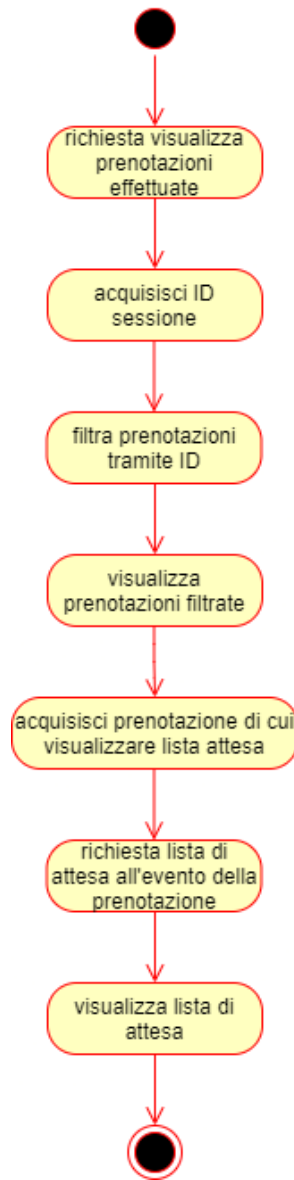 richiesta visualizza
prenotazioni
effettuate
acquisisci ID
sessione
filtra prenotazioni
tramite ID
visualizza
prenotazioni filtrate
acquisisci prenotazione di cui
visualizzare lista attesa
richiesta lista di
attesa all'evento della
prenotazione
visualizza lista di
attesa